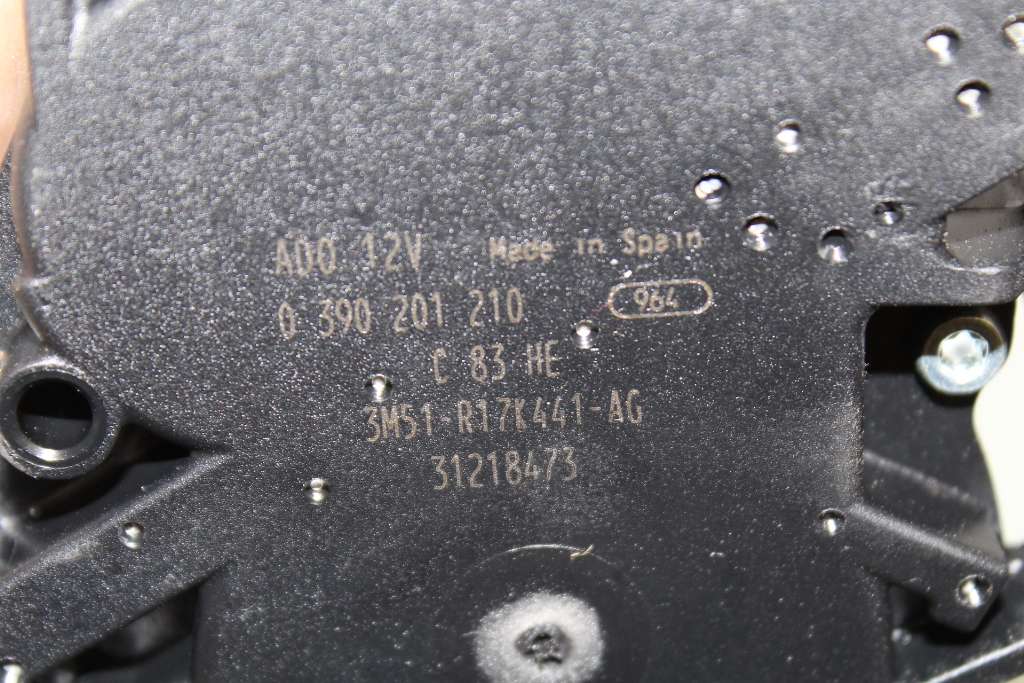 ADO 12V Made in Spain
0 390 201 210 964
C 83 HE
3M51-R17K441-AG
31218473